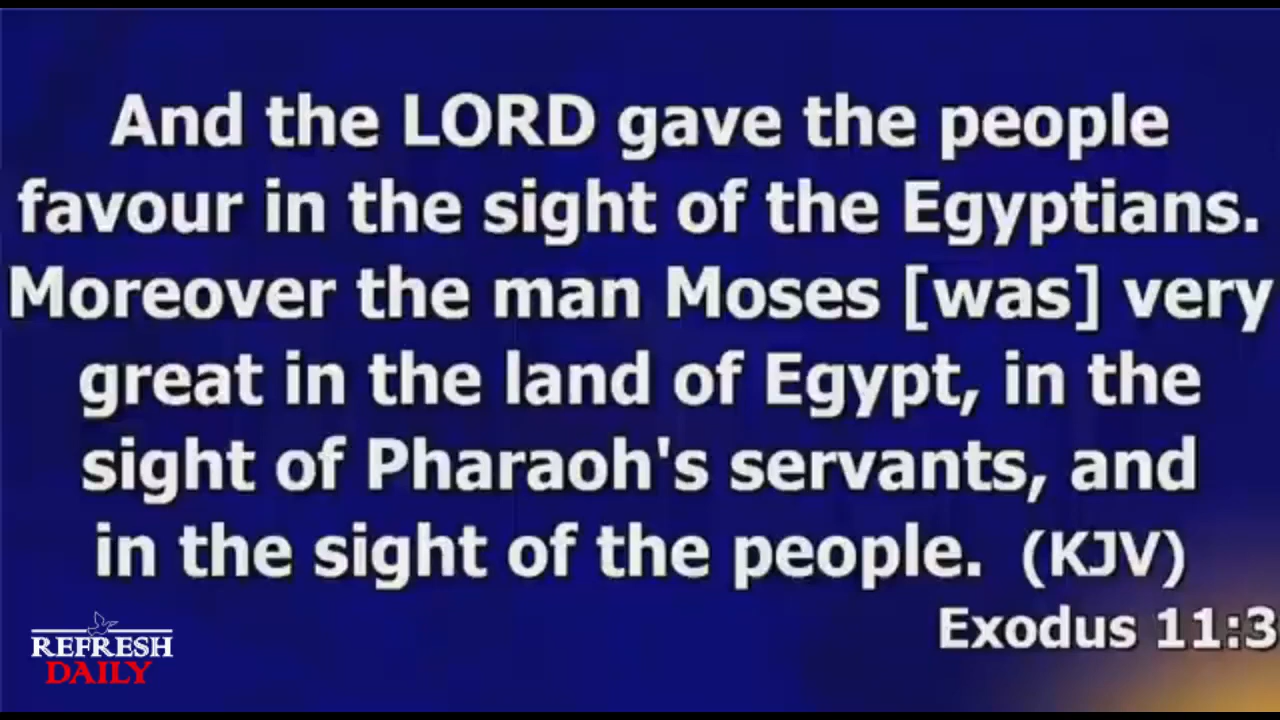 And the LORD gave the people
favour in the sight of the Egyptians.
Moreover the man Moses [was] very
great in the land of Egypt, in the
sight of Pharaoh's servants, and
in the sight of the people. (KJV)
Exodus 11:3
REFRESH
DAILY